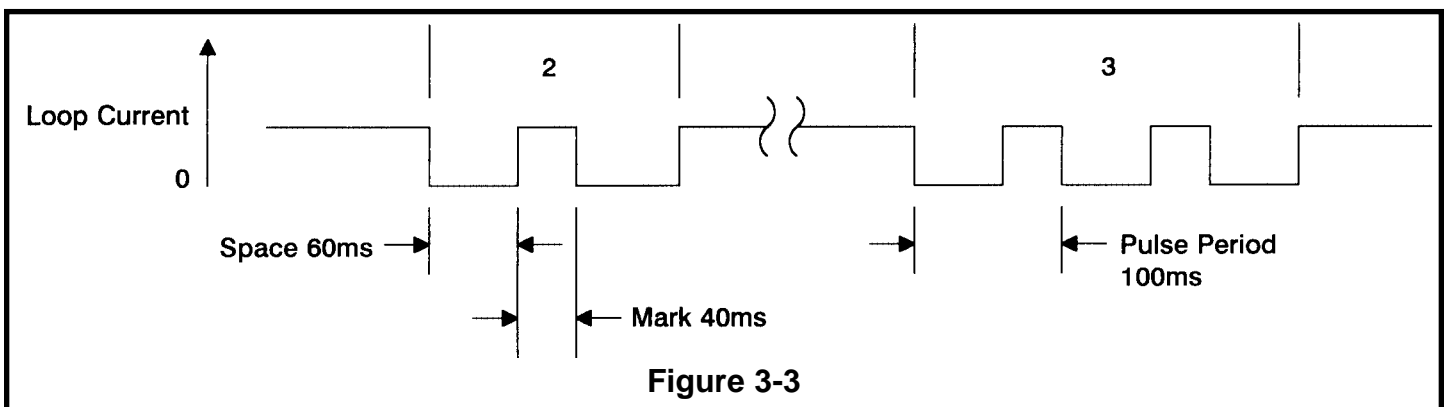 2
3
Loop Current
0
Space 60ms
Pulse Period
100ms
Mark 40ms
Figure 3-3